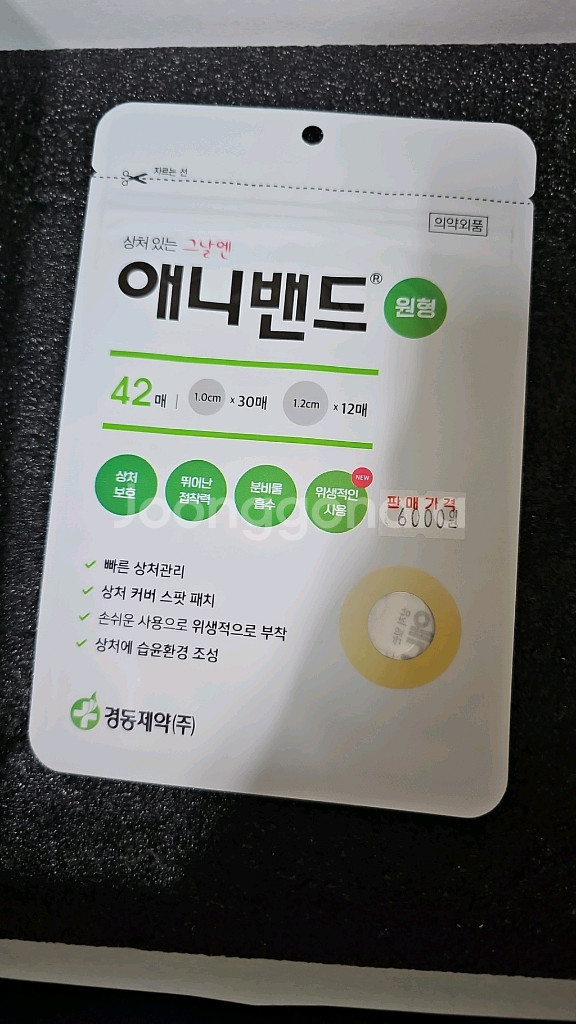 자르는 선
의약외품
상처 있는 그날엔
애니밴드® 원형
42매 | 1.0cm x 30매 1.2cm x 12매
상처 보호
뛰어난 접착력
분비물 흡수
위생적인 사용
NEW
판매가격
6000원
joonggonara
빠른 상처관리
상처 커버 스팟 패치
손쉬운 사용으로 위생적으로 부착
상처에 습윤환경 조성
경동제약(주)